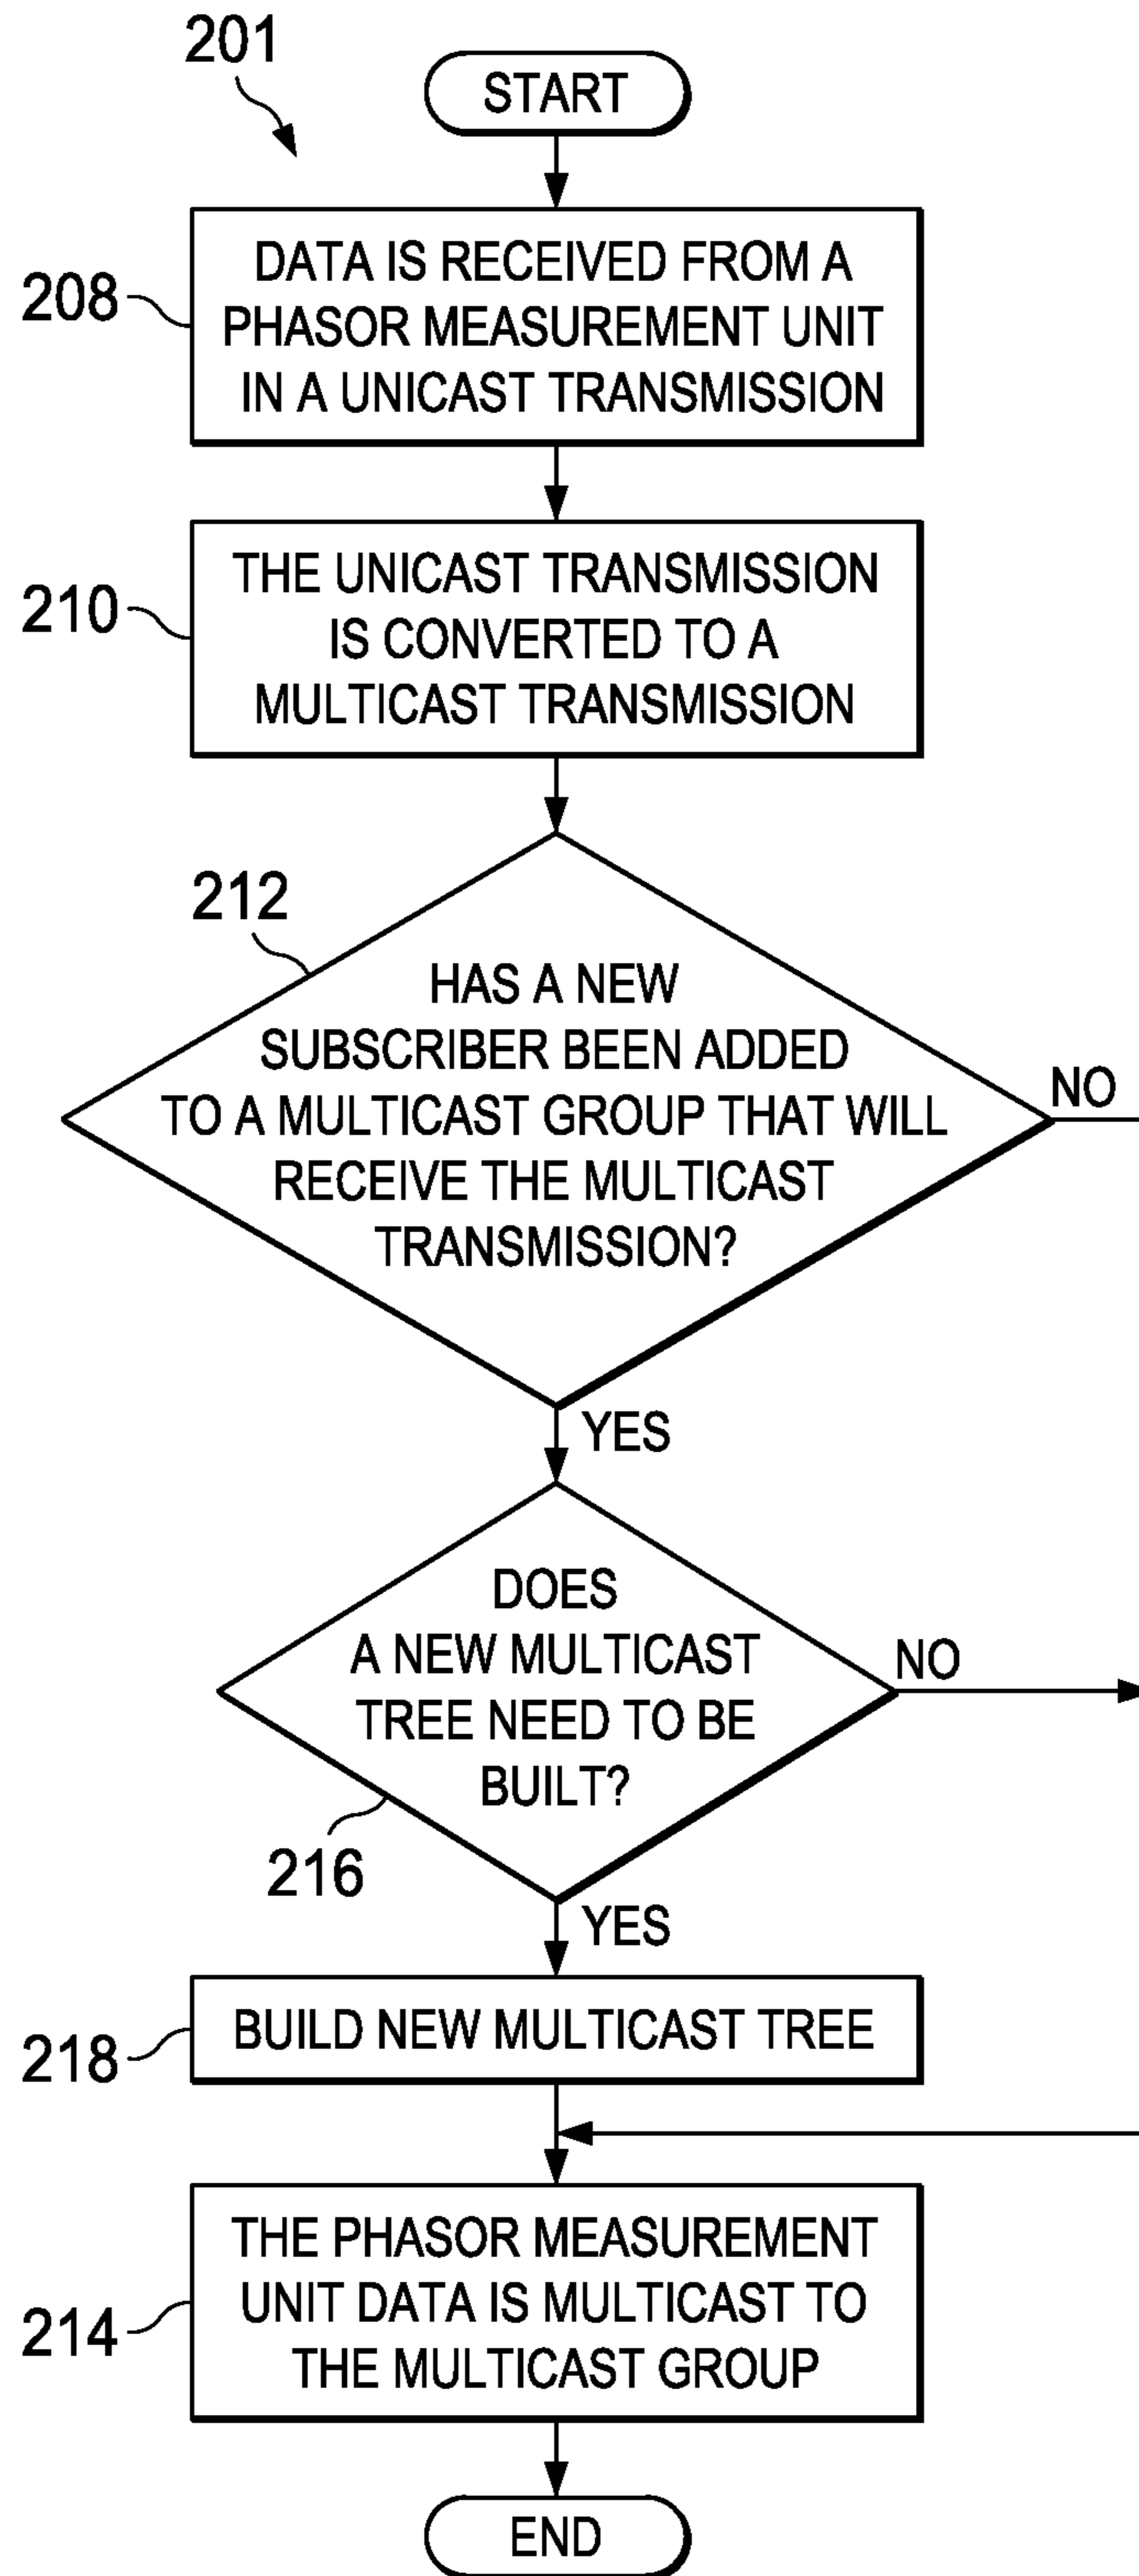 201
START
208
DATA IS RECEIVED FROM A
PHASOR MEASUREMENT UNIT
IN A UNICAST TRANSMISSION
210
THE UNICAST TRANSMISSION
IS CONVERTED TO A
MULTICAST TRANSMISSION
212
HAS A NEW
SUBSCRIBER BEEN ADDED
TO A MULTICAST GROUP THAT WILL
RECEIVE THE MULTICAST
TRANSMISSION?
NO
YES
DOES
A NEW MULTICAST
TREE NEED TO BE
BUILT?
NO
216
YES
218
BUILD NEW MULTICAST TREE
214
THE PHASOR MEASUREMENT
UNIT DATA IS MULTICAST TO
THE MULTICAST GROUP
END